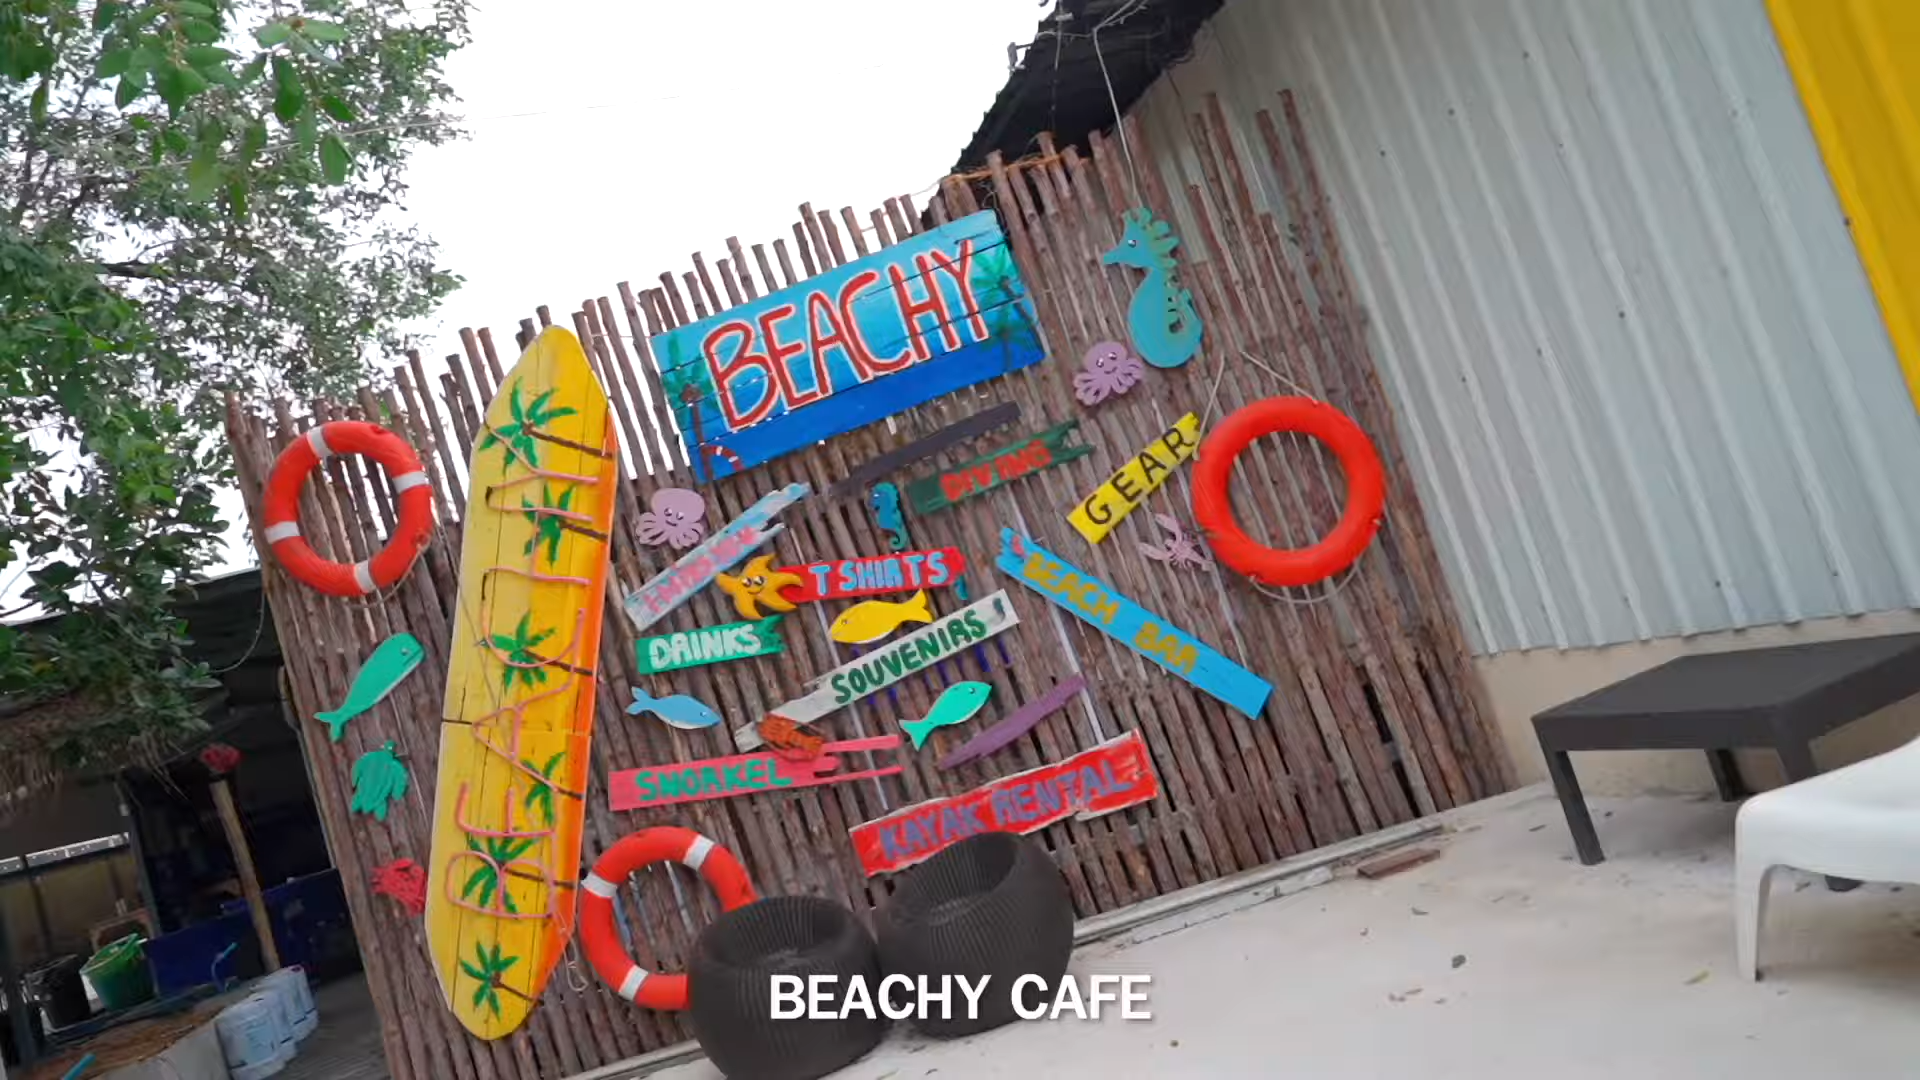 BEACHY
DIVING
GEAR
T SHIRTS
BEACH BAR
DRINKS
SOUVENIRS
SNORKEL
KAYAK RENTAL
BEACHY CAFE